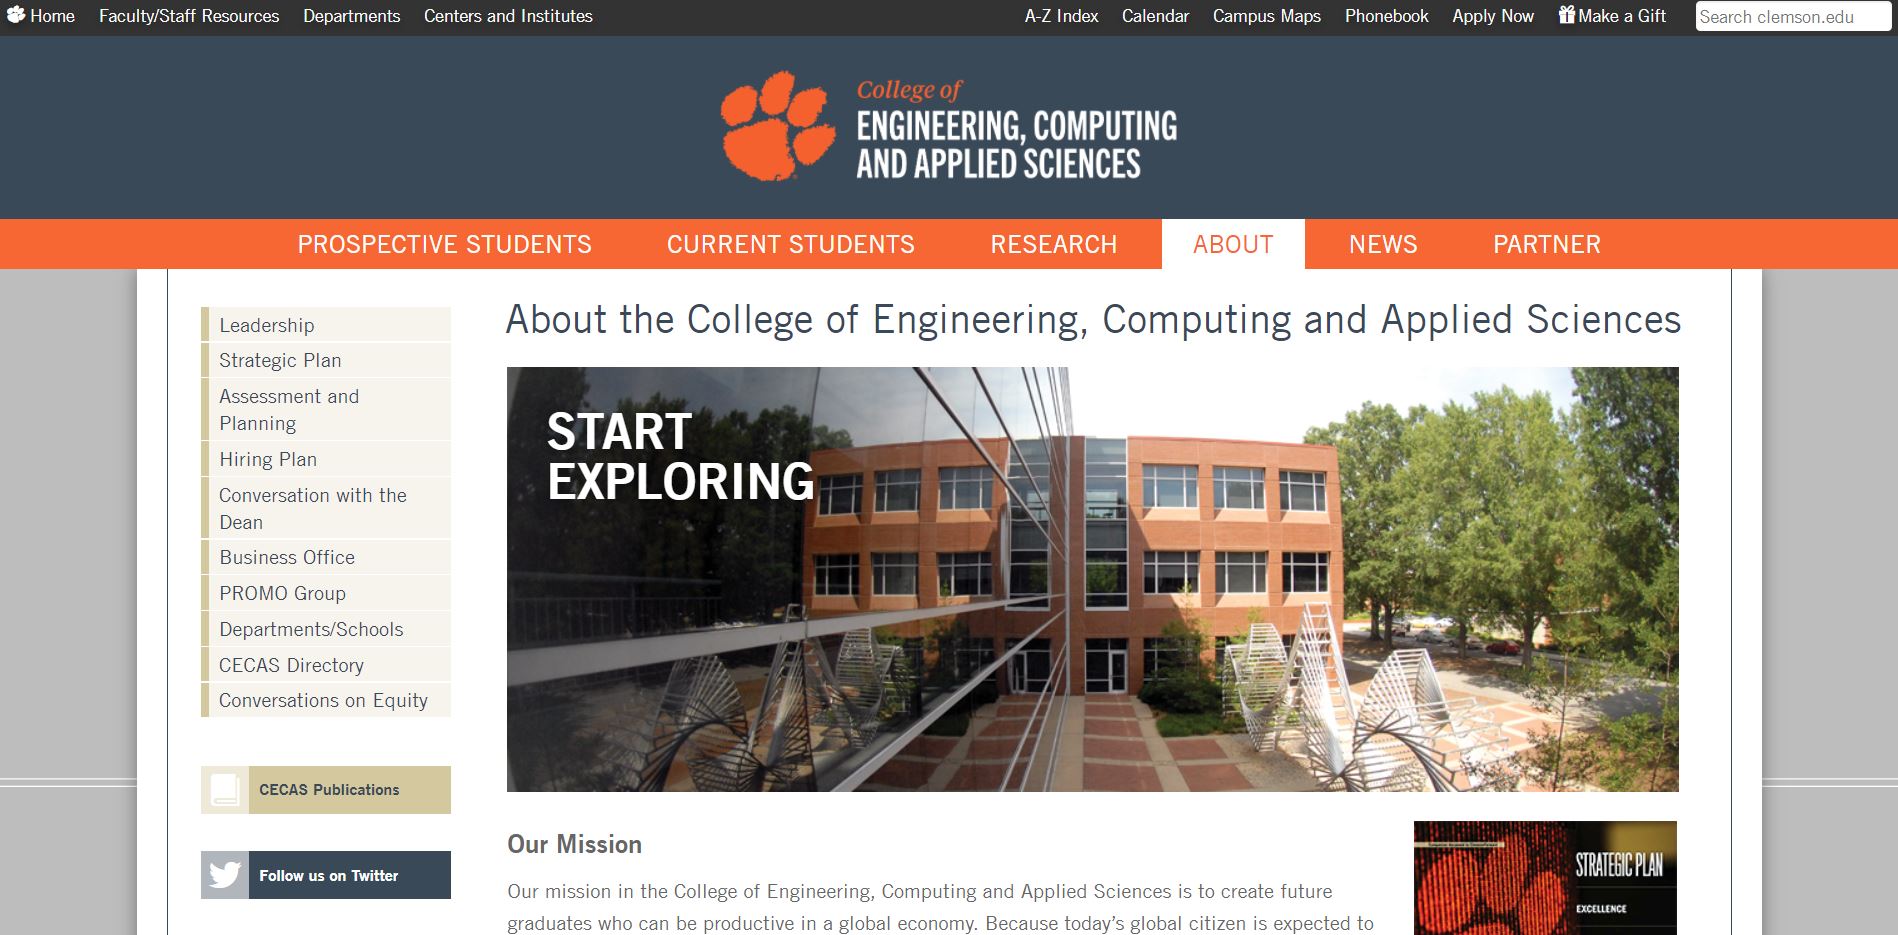 Home Faculty/Staff Resources Departments Centers and Institutes A-Z Index Calendar Campus Maps Phonebook Apply Now Make a Gift Search clemson.edu
College of
ENGINEERING, COMPUTING
AND APPLIED SCIENCES
PROSPECTIVE STUDENTS CURRENT STUDENTS RESEARCH ABOUT NEWS PARTNER
Leadership
Strategic Plan
Assessment and
Planning
Hiring Plan
Conversation with the
Dean
Business Office
PROMO Group
Departments/Schools
CECAS Directory
Conversations on Equity
CECAS Publications
Follow us on Twitter
About the College of Engineering, Computing and Applied Sciences
START
EXPLORING
Our Mission
Our mission in the College of Engineering, Computing and Applied Sciences is to create future
graduates who can be productive in a global economy. Because today's global citizen is expected to
STRATEGIC PLAN
EXCELLENCE